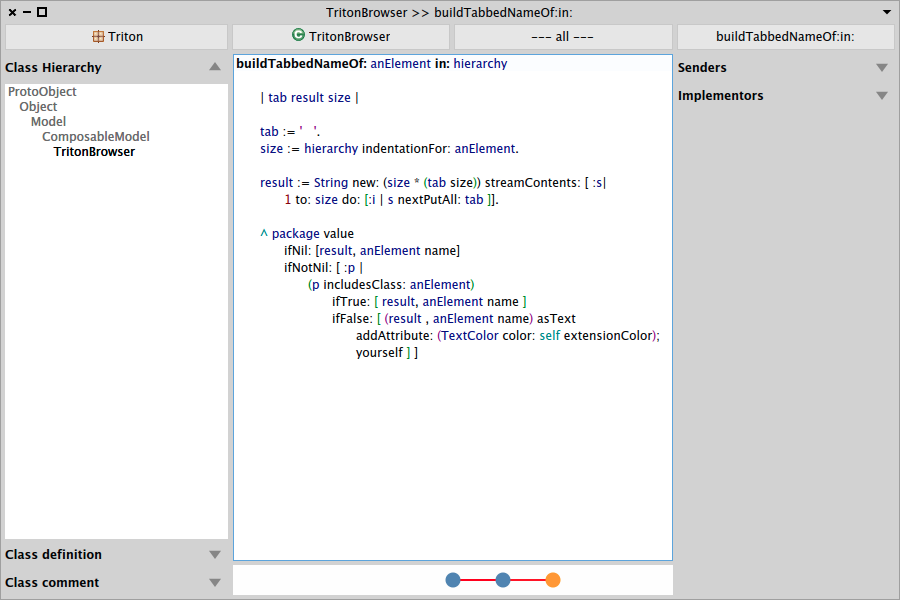 TritonBrowser >> buildTabbedNameOf:in:
Triton
TritonBrowser
--- all ---
buildTabbedNameOf:in:
Class Hierarchy
ProtoObject
Object
Model
ComposableModel
TritonBrowser
Class definition
Class comment
buildTabbedNameOf: anElement in: hierarchy
| tab result size |
tab := '   '.
size := hierarchy indentationFor: anElement.
result := String new: (size * (tab size)) streamContents: [ :s|
1 to: size do: [:i | s nextPutAll: tab ]].
^ package value
ifNil: [result, anElement name]
ifNotNil: [ :p |
(p includesClass: anElement)
ifTrue: [ result, anElement name ]
ifFalse: [ (result , anElement name) asText
addAttribute: (TextColor color: self extensionColor);
yourself ] ]
Senders
Implementors